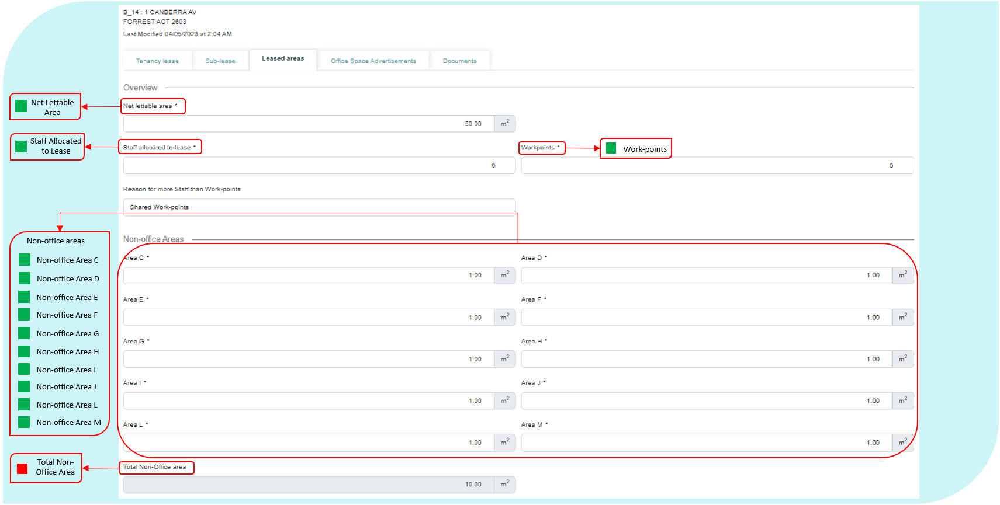 B_14 : 1 CANBERRA AV
FORREST ACT 2603
Last Modified 04/05/2023 at 2:04 AM
Tenancy lease
Sub-lease
Leased areas
Office Space Advertisements
Documents
Overview
Net Lettable
Area
Net lettable area *
50.00 m2
Staff Allocated
to Lease
Staff allocated to lease *
Workpoints *
Work-points
6
5
Reason for more Staff than Work-points
Shared Work-points
Non-office areas
Non-office Area C
Non-office Area D
Non-office Area E
Non-office Area F
Non-office Area G
Non-office Area H
Non-office Area I
Non-office Area J
Non-office Area L
Non-office Area M
Non-office Areas
Area C *
Area D *
1.00 m2
1.00 m2
Area E *
Area F *
1.00 m2
1.00 m2
Area G *
Area H *
1.00 m2
1.00 m2
Area I *
Area J *
1.00 m2
1.00 m2
Area L *
Area M *
1.00 m2
1.00 m2
Total Non-
Office Area
Total Non-Office area
10.00 m2